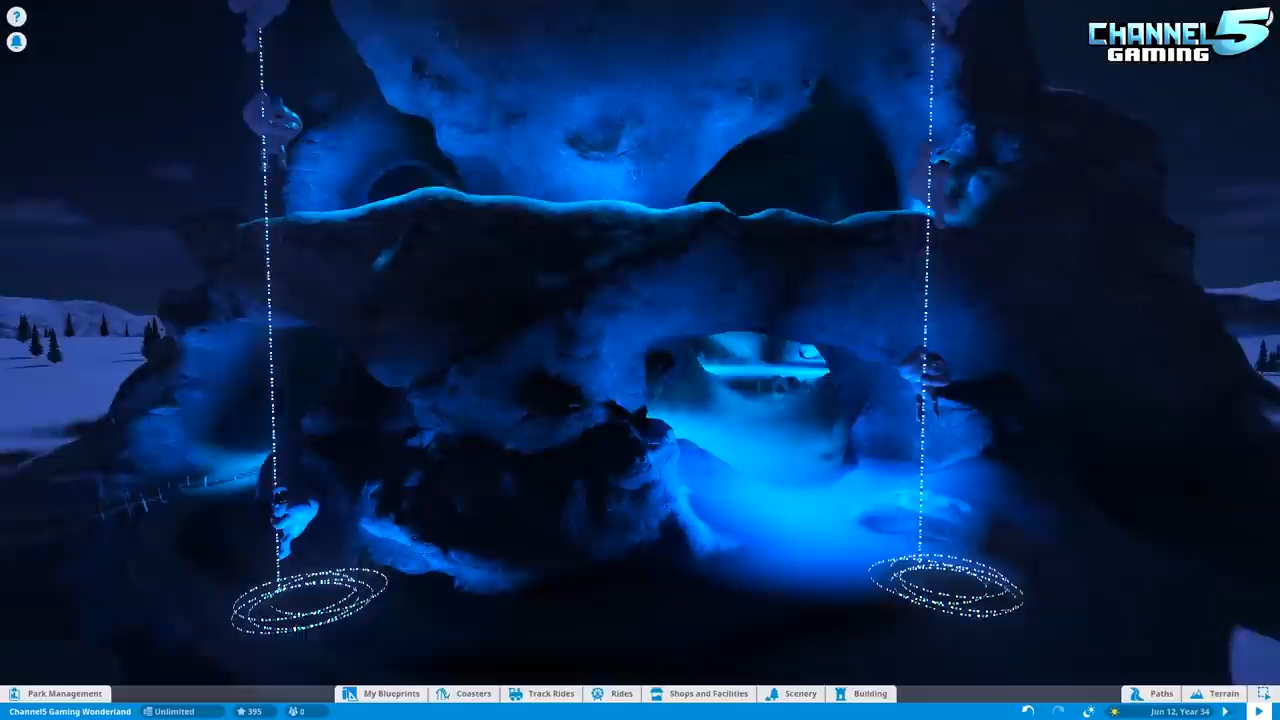 ?
CHANNEL 5
GAMING
Park Management
My Blueprints
Coasters
Track Rides
Rides
Shops and Facilities
Scenery
Building
Paths
Terrain
Channel5 Gaming Wonderland
Unlimited
395
0
Jun 12, Year 34